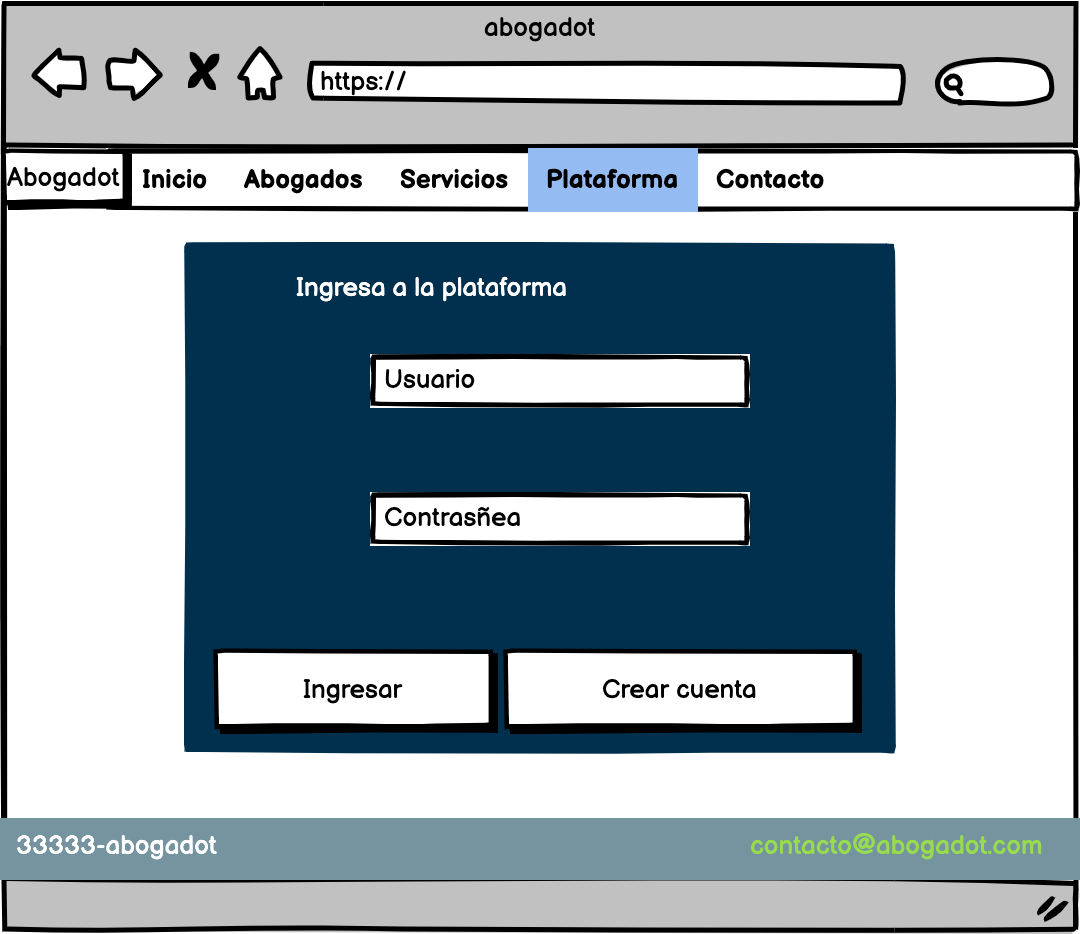 abogadot
https://
Abogadot Inicio Abogados Servicios Plataforma Contacto
Ingresa a la plataforma
Usuario
Contrasñea
Ingresar Crear cuenta
33333-abogadot contacto@abogadot.com